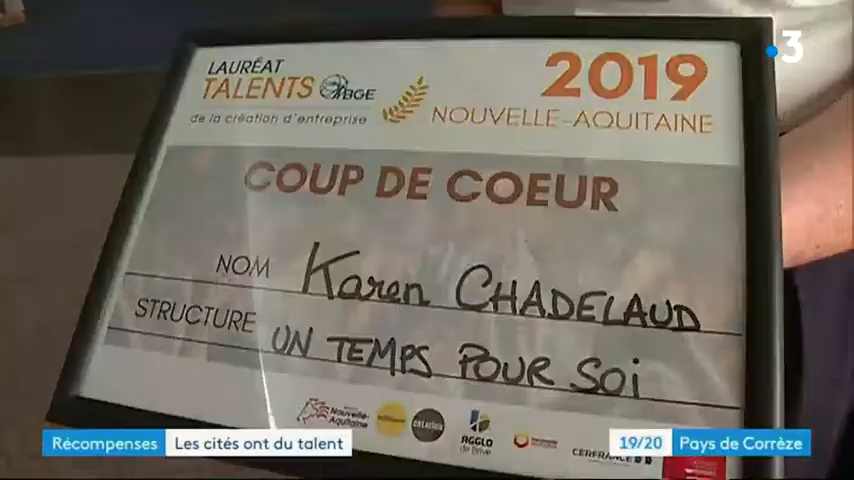 3
LAURÉAT
TALENTS BGE
de la création d'entreprise
2019
NOUVELLE-AQUITAINE
COUP DE COEUR
NOM Karen CHADELAUD
STRUCTURE UN TEMPS POUR SOI
Nouvelle-
Aquitaine
CRÉATION
AGGLO
de Brive
CERFRANCE
Récompenses Les cités ont du talent
19/20 Pays de Corrèze